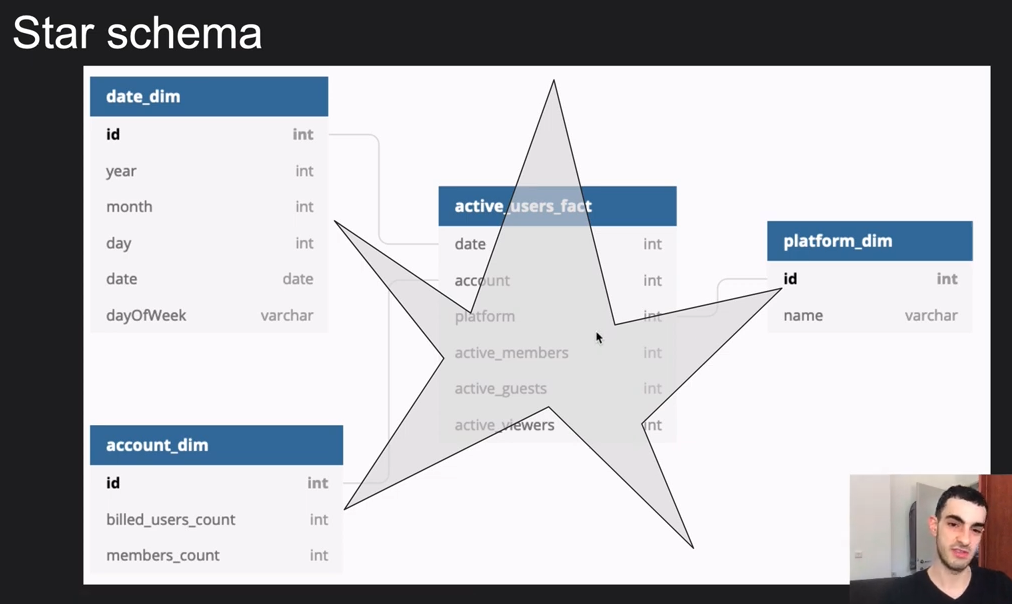 Star schema
date_dim
id int
year int
month int
day int
date date
dayOfWeek varchar
active_users_fact
date int
account int
platform int
active_members int
active_guests int
active_viewers int
platform_dim
id int
name varchar
account_dim
id int
billed_users_count int
members_count int